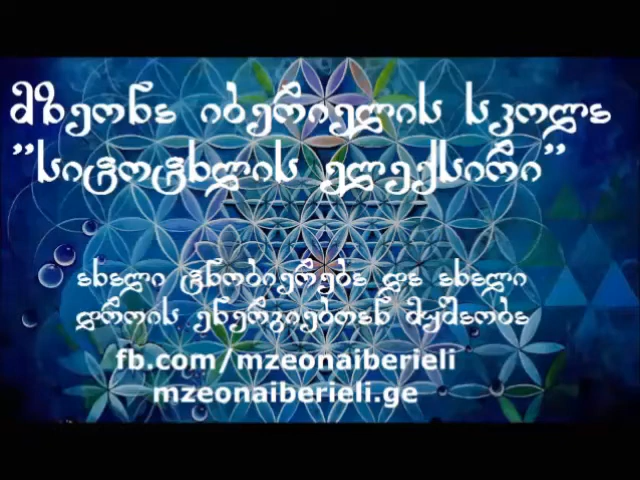 მზეონა იბერიელის სკოლა
"სიცოცხლის ელექსირი"
ახალი ცნობიერება და ახალი
დროის ენერგიებთან მუშაობა
fb.com/mzeonaiberieli
mzeonaiberieli.ge